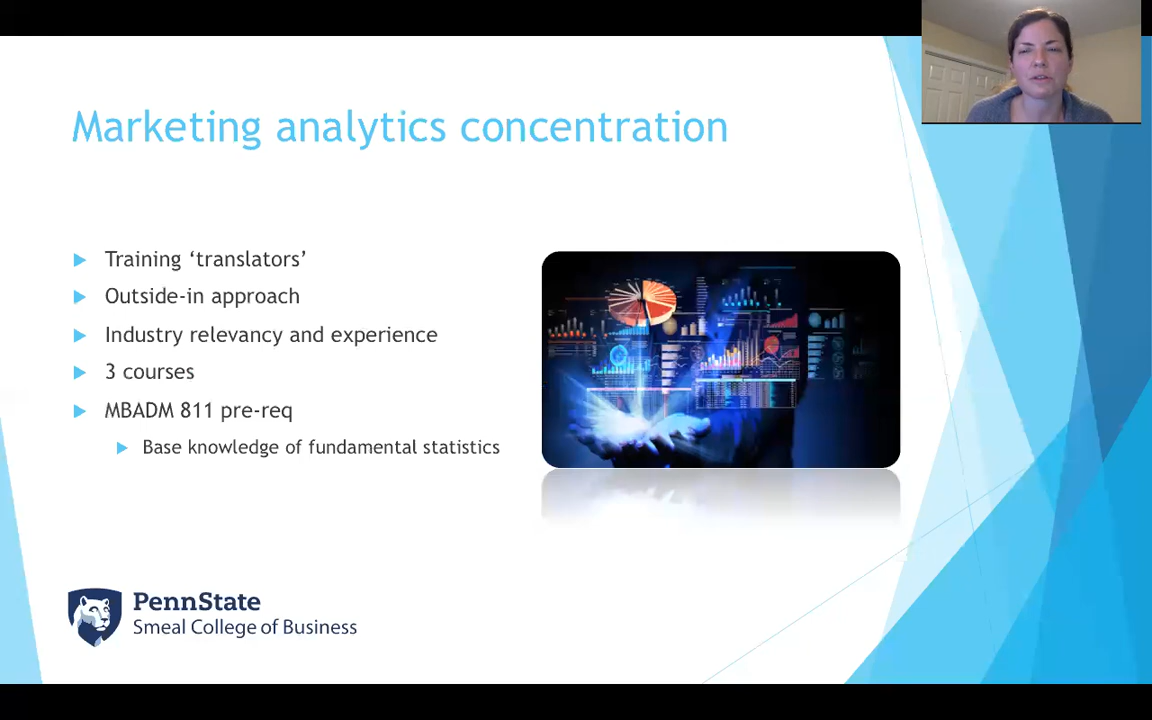 Marketing analytics concentration
Training ‘translators’
Outside-in approach
Industry relevancy and experience
3 courses
MBADM 811 pre-req
Base knowledge of fundamental statistics
PennState
Smeal College of Business